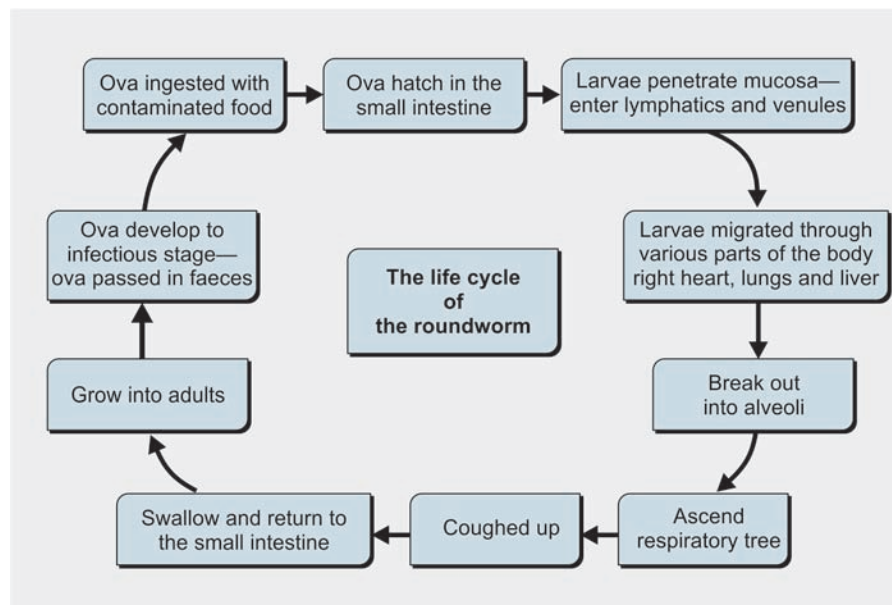 Ova ingested with
contaminated food
Ova hatch in the
small intestine
Larvae penetrate mucosa—
enter lymphatics and venules
Larvae migrated through
various parts of the body
right heart, lungs and liver
Break out
into alveoli
Ascend
respiratory tree
Coughed up
Swallow and return to
the small intestine
Grow into adults
Ova develop to
infectious stage—
ova passed in faeces
The life cycle
of
the roundworm